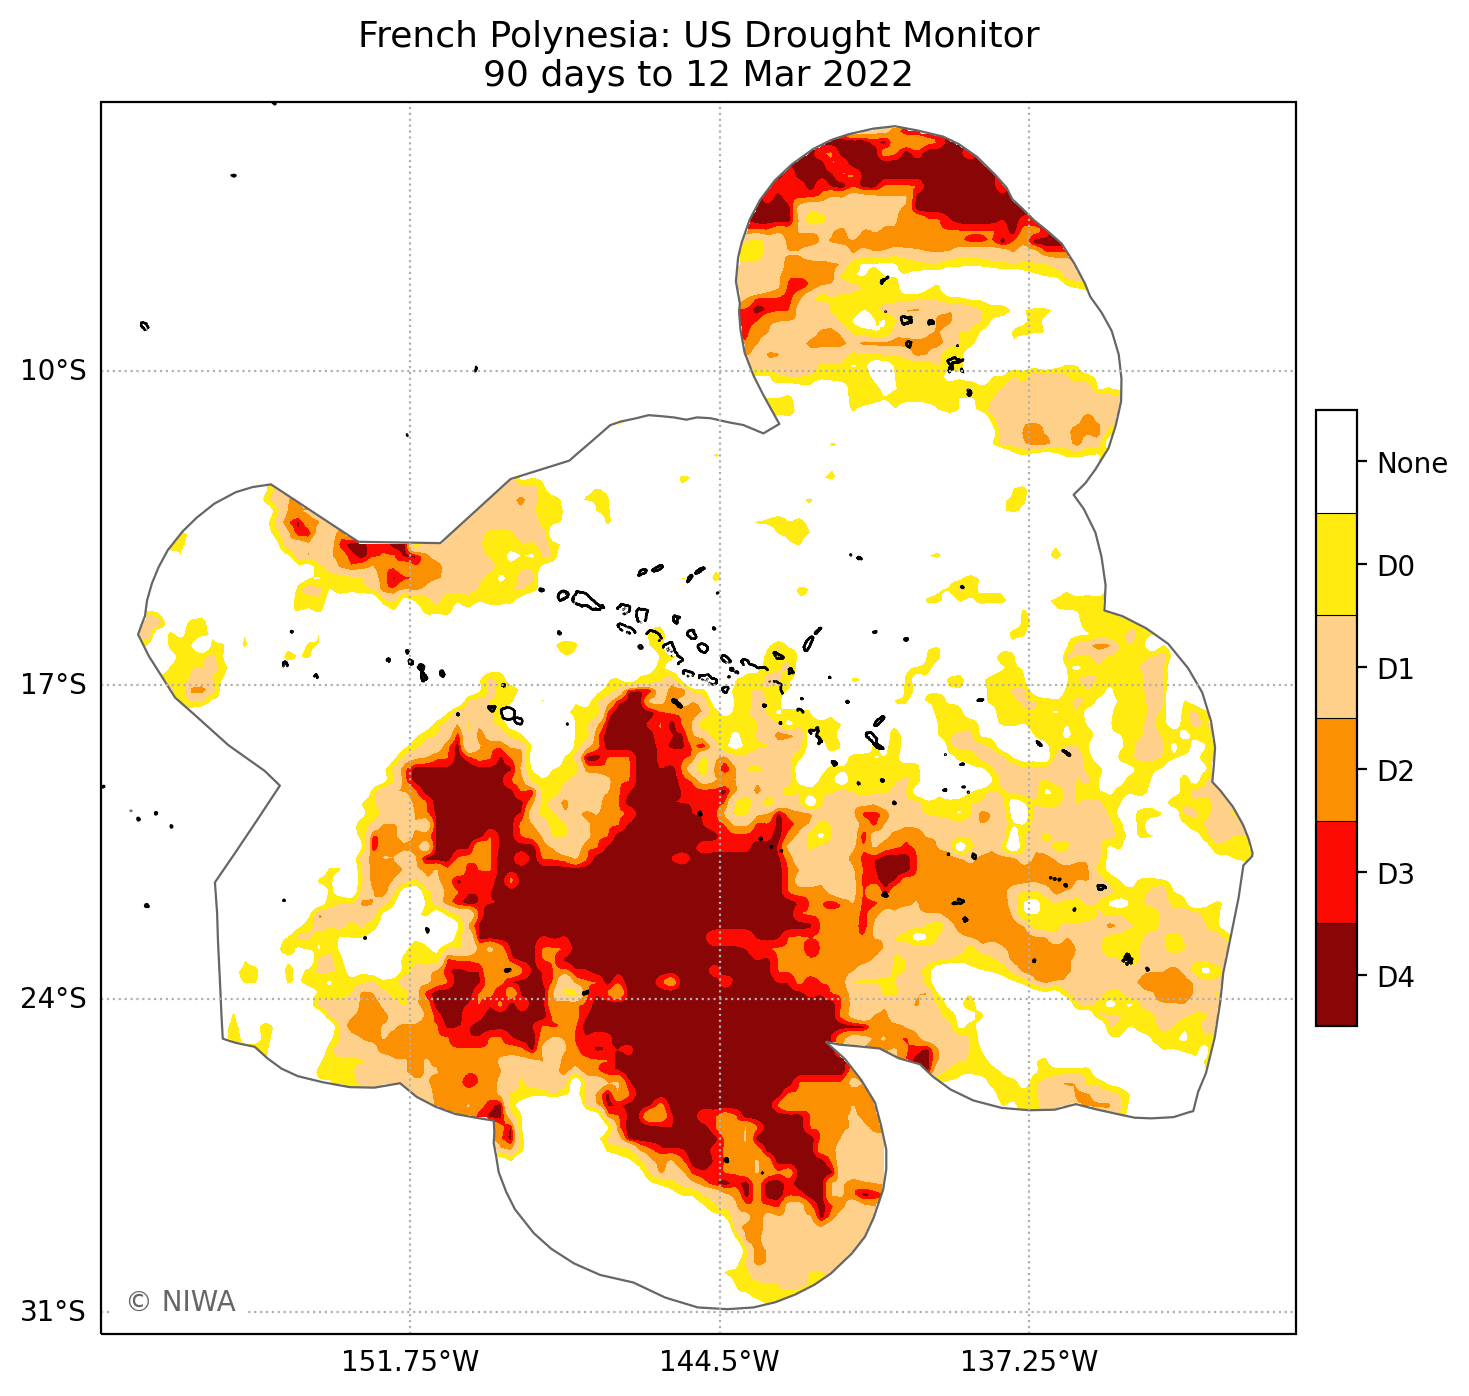 French Polynesia: US Drought Monitor
90 days to 12 Mar 2022
10°S
17°S
24°S
31°S
151.75°W
144.5°W
137.25°W
None
D0
D1
D2
D3
D4
© NIWA